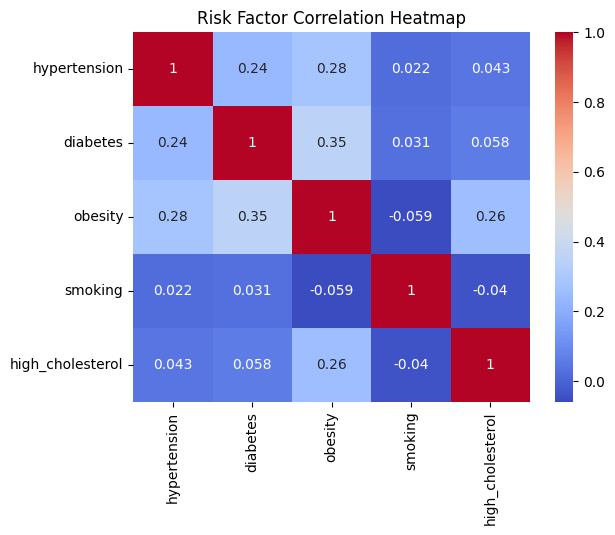 Risk Factor Correlation Heatmap
hypertension 1 0.24 0.28 0.022 0.043
diabetes 0.24 1 0.35 0.031 0.058
obesity 0.28 0.35 1 -0.059 0.26
smoking 0.022 0.031 -0.059 1 -0.04
high_cholesterol 0.043 0.058 0.26 -0.04 1
hypertension
diabetes
obesity
smoking
high_cholesterol
1.0
0.8
0.6
0.4
0.2
0.0